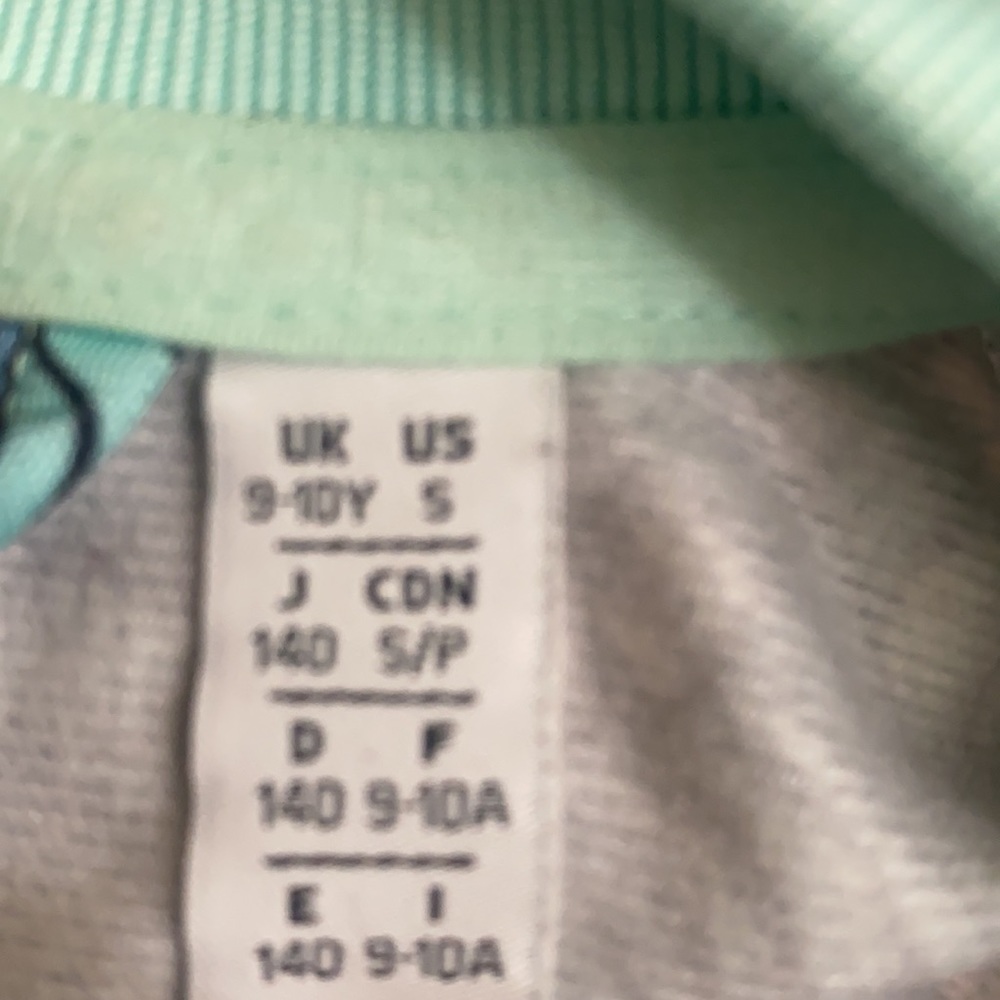 UK US
9-10Y S
J CDN
140 S/P
D F
140 9-10A
E I
140 9-10A